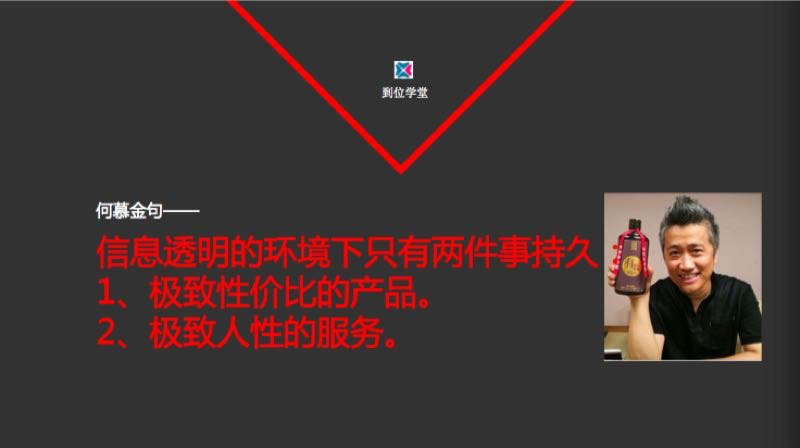 到位学堂
何慕金句——
信息透明的环境下只有两件事持久
1、极致性价比的产品。
2、极致人性的服务。